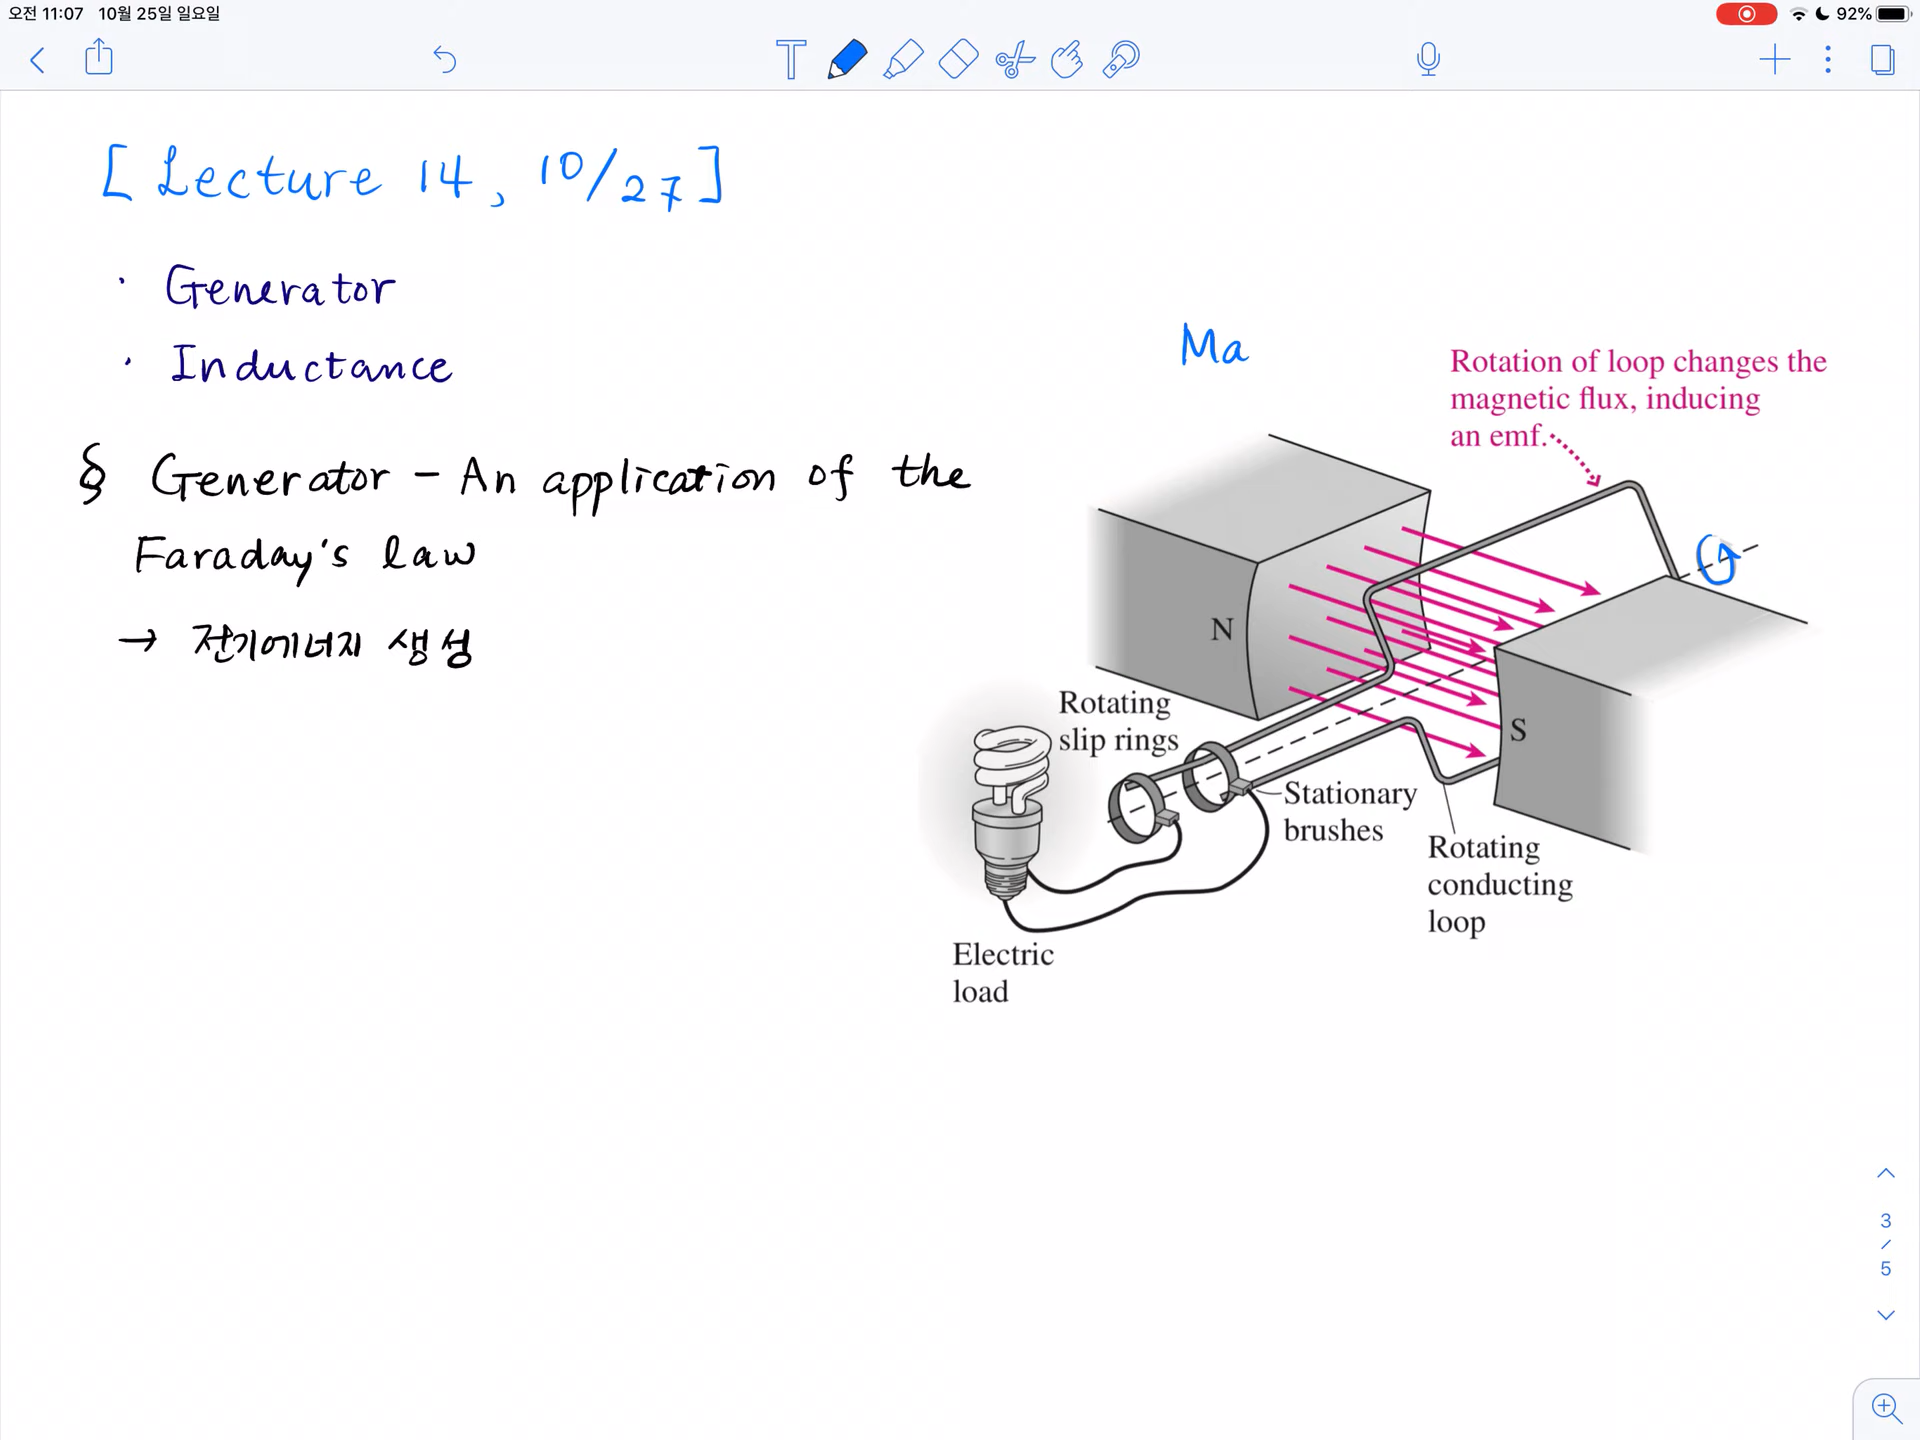 오전 11:07 10월 25일 일요일
92%
[ Lecture 14, 10/27 ]
· Generator
· Inductance
§ Generator - An application of the
Faraday's law
→ 전기에너지 생성
Ma
Rotation of loop changes the
magnetic flux, inducing
an emf.
N
S
Rotating
slip rings
Stationary
brushes
Rotating
conducting
loop
Electric
load
3
/
5